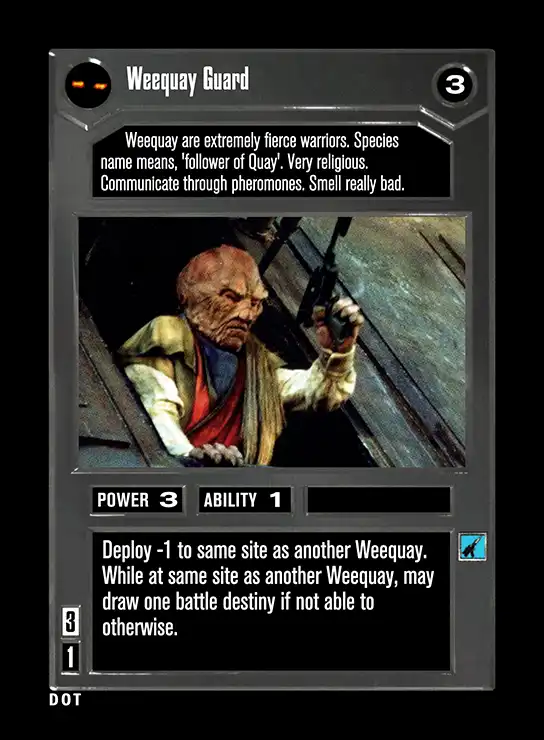 Weequay Guard
3
Weequay are extremely fierce warriors. Species
name means, 'follower of Quay'. Very religious.
Communicate through pheromones. Smell really bad.
POWER 3 ABILITY 1
Deploy -1 to same site as another Weequay.
While at same site as another Weequay, may
draw one battle destiny if not able to
otherwise.
3
1
DOT